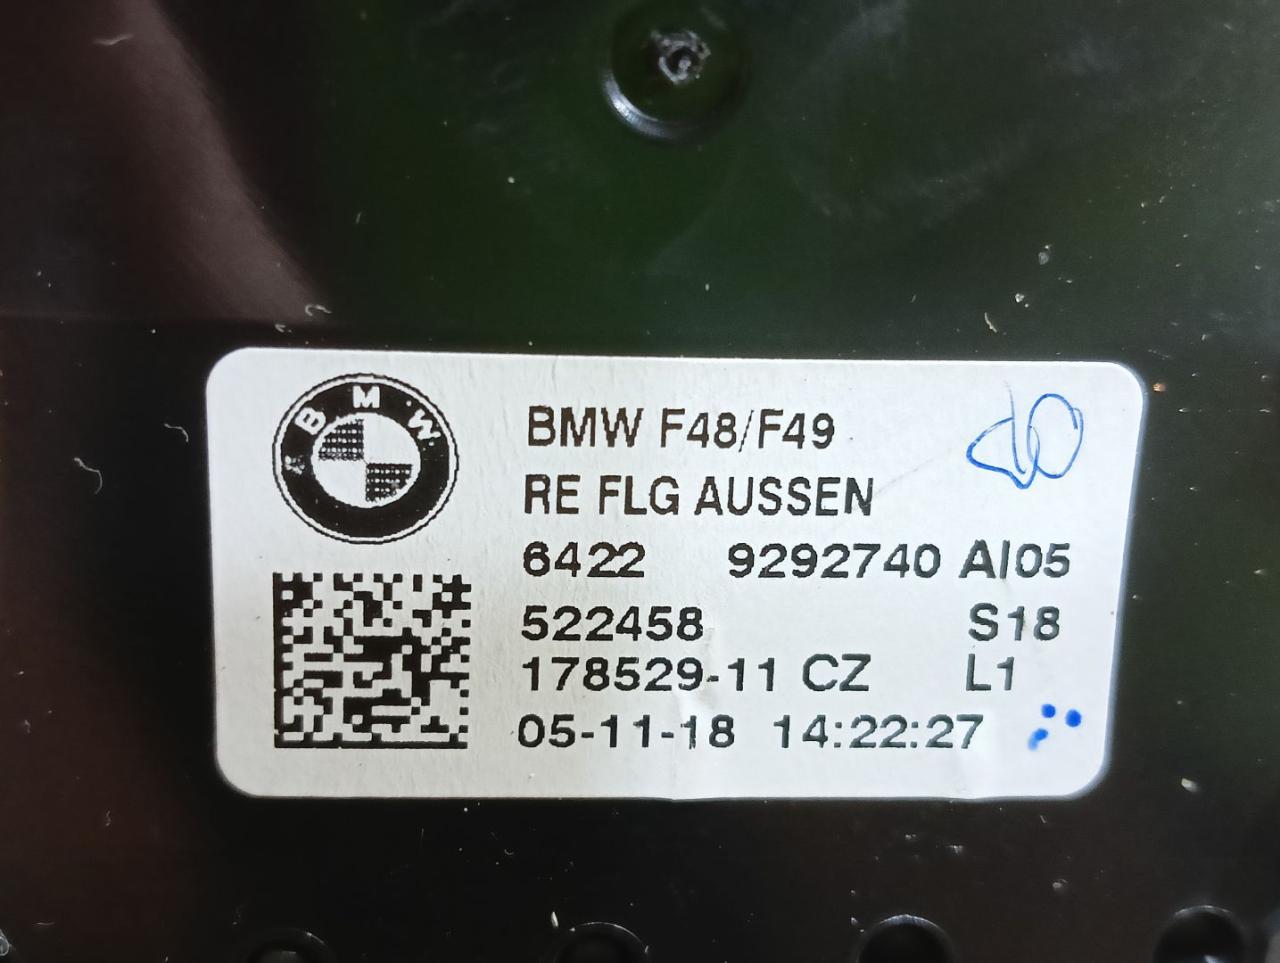 BMW
BMW F48/F49
RE FLG AUSSEN
6422 9292740 AI05
522458 S18
178529-11 CZ L1
05-11-18 14:22:27